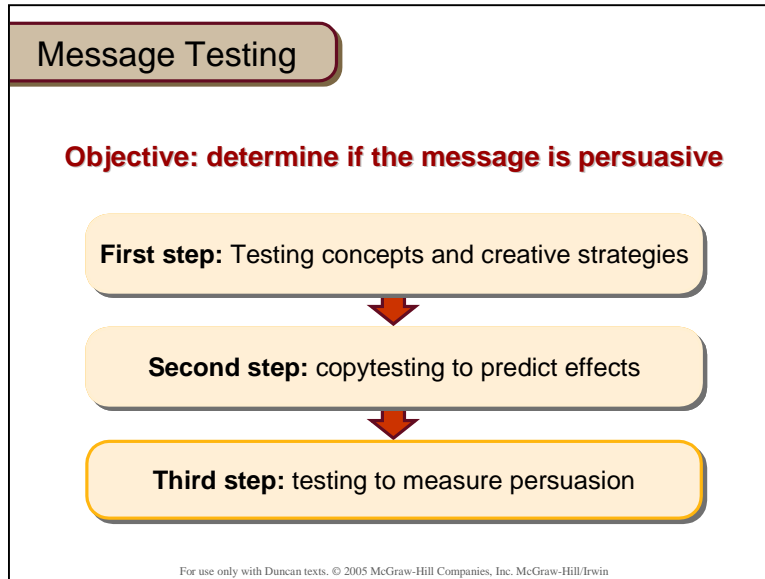 Message Testing
Objective: determine if the message is persuasive
First step: Testing concepts and creative strategies
Second step: copytesting to predict effects
Third step: testing to measure persuasion
For use only with Duncan texts. © 2005 McGraw-Hill Companies, Inc. McGraw-Hill/Irwin